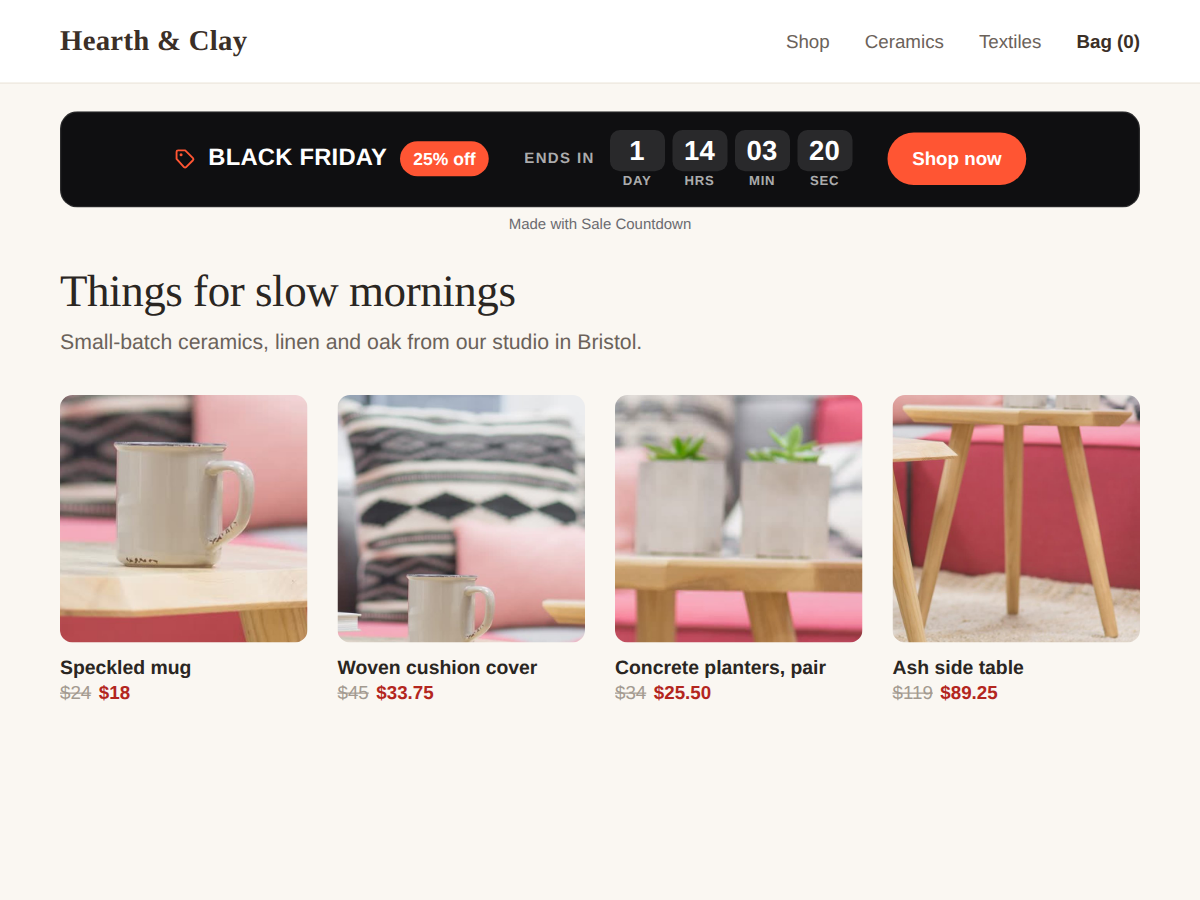 Hearth & Clay
Shop Ceramics Textiles Bag (0)
BLACK FRIDAY 25% off ENDS IN 1 DAY 14 HRS 03 MIN 20 SEC Shop now
Made with Sale Countdown
Things for slow mornings
Small-batch ceramics, linen and oak from our studio in Bristol.
Speckled mug
$24 $18
Woven cushion cover
$45 $33.75
Concrete planters, pair
$34 $25.50
Ash side table
$119 $89.25